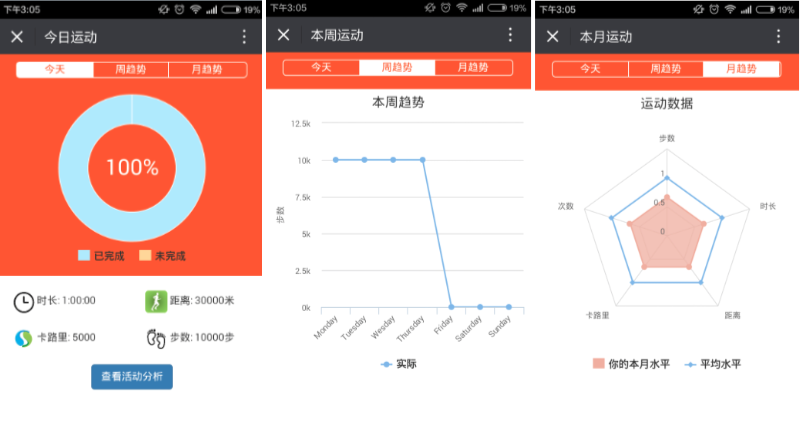 下午3:05 19%
今日运动
今天 周趋势 月趋势
100%
已完成 未完成
时长: 1:00:00 距离: 30000米
卡路里: 5000 步数: 10000步
查看活动分析
下午3:05 19%
本周运动
今天 周趋势 月趋势
本周趋势
12.5k
10k
7.5k
5k
2.5k
0k
步数
Monday Tuesday Wesday Thursday Friday Saturday Sunday
实际
下午3:05 19%
本月运动
今天 周趋势 月趋势
运动数据
步数
1
次数 0.5 时长
0
卡路里 距离
你的本月水平 平均水平